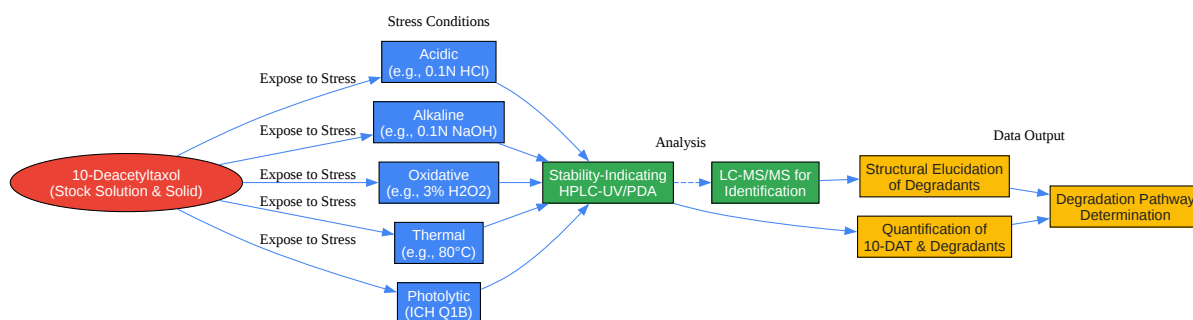 Stress Conditions
Acidic
(e.g., 0.1N HCl)
Expose to Stress
Alkaline
(e.g., 0.1N NaOH)
Expose to Stress
Analysis
Data Output
10-Deacetyltaxol
(Stock Solution & Solid)
Expose to Stress
Oxidative
(e.g., 3% H2O2)
Stability-Indicating
HPLC-UV/PDA
LC-MS/MS for
Identification
Structural Elucidation
of Degradants
Degradation Pathway
Determination
Expose to Stress
Thermal
(e.g., 80°C)
Quantification of
10-DAT & Degradants
Expose to Stress
Photolytic
(ICH Q1B)